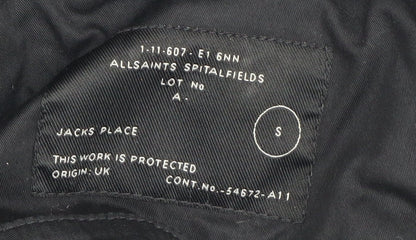 1-11-607- E1 6NN
ALLSAINTS SPITALFIELDS
LOT No
A-
JACKS PLACE
S
THIS WORK IS PROTECTED
ORIGIN: UK
CONT.No.-54672-A11